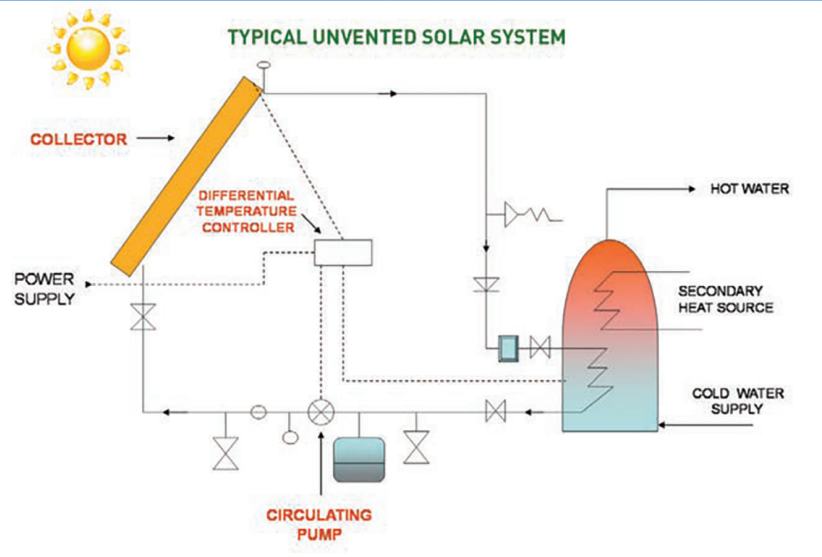 TYPICAL UNVENTED SOLAR SYSTEM
COLLECTOR
DIFFERENTIAL
TEMPERATURE
CONTROLLER
HOT WATER
POWER
SUPPLY
SECONDARY
HEAT SOURCE
COLD WATER
SUPPLY
CIRCULATING
PUMP